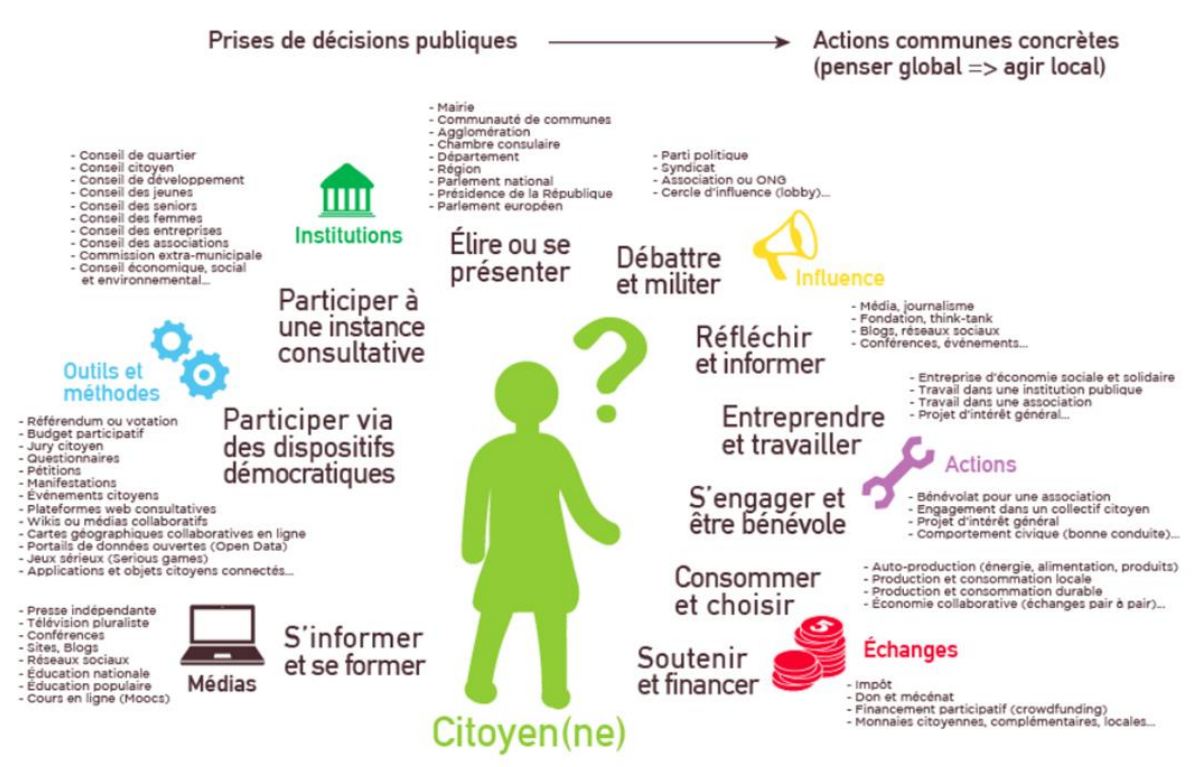 Prises de décisions publiques
Actions communes concrètes
(penser global => agir local)
- Mairie
- Communauté de communes
- Agglomération
- Chambre consulaire
- Département
- Région
- Parlement national
- Présidence de la République
- Parlement européen
- Conseil de quartier
- Conseil citoyen
- Conseil de développement
- Conseil des jeunes
- Conseil des seniors
- Conseil des femmes
- Conseil des entreprises
- Conseil des associations
- Commission extra-municipale
- Conseil économique, social
et environnemental...
Institutions
- Parti politique
- Syndicat
- Association ou ONG
- Cercle d'influence (lobby)...
Élire ou se
présenter
Débattre
et militer
Influence
Participer à
une instance
consultative
Réfléchir
et informer
- Média, journalisme
- Fondation, think-tank
- Blogs, réseaux sociaux
- Conférences, événements...
Outils et
méthodes
Participer via
des dispositifs
démocratiques
- Référendum ou votation
- Budget participatif
- Jury citoyen
- Questionnaires
- Pétitions
- Manifestations
- Événements citoyens
- Plateformes web consultatives
- Wikis ou médias collaboratifs
- Cartes géographiques collaboratives en ligne
- Portails de données ouvertes (Open Data)
- Jeux sérieux (Serious games)
- Applications et objets citoyens connectés...
?
Entreprendre
et travailler
- Entreprise d'économie sociale et solidaire
- Travail dans une institution publique
- Travail dans une association
- Projet d'intérêt général...
Actions
S'engager et
être bénévole
- Bénévolat pour une association
- Engagement dans un collectif citoyen
- Projet d'intérêt général
- Comportement civique (bonne conduite)...
Consommer
et choisir
- Auto-production (énergie, alimentation, produits)
- Production et consommation locale
- Production et consommation durable
- Économie collaborative (échanges pair à pair)...
- Presse indépendante
- Télévision pluraliste
- Conférences
- Sites, Blogs
- Réseaux sociaux
- Éducation nationale
- Éducation populaire
- Cours en ligne (Moocs)
Médias
S'informer
et se former
Soutenir
et financer
5
Échanges
- Impôt
- Don et mécénat
- Financement participatif (crowdfunding)
- Monnaies citoyennes, complémentaires, locales...
Citoyen(ne)